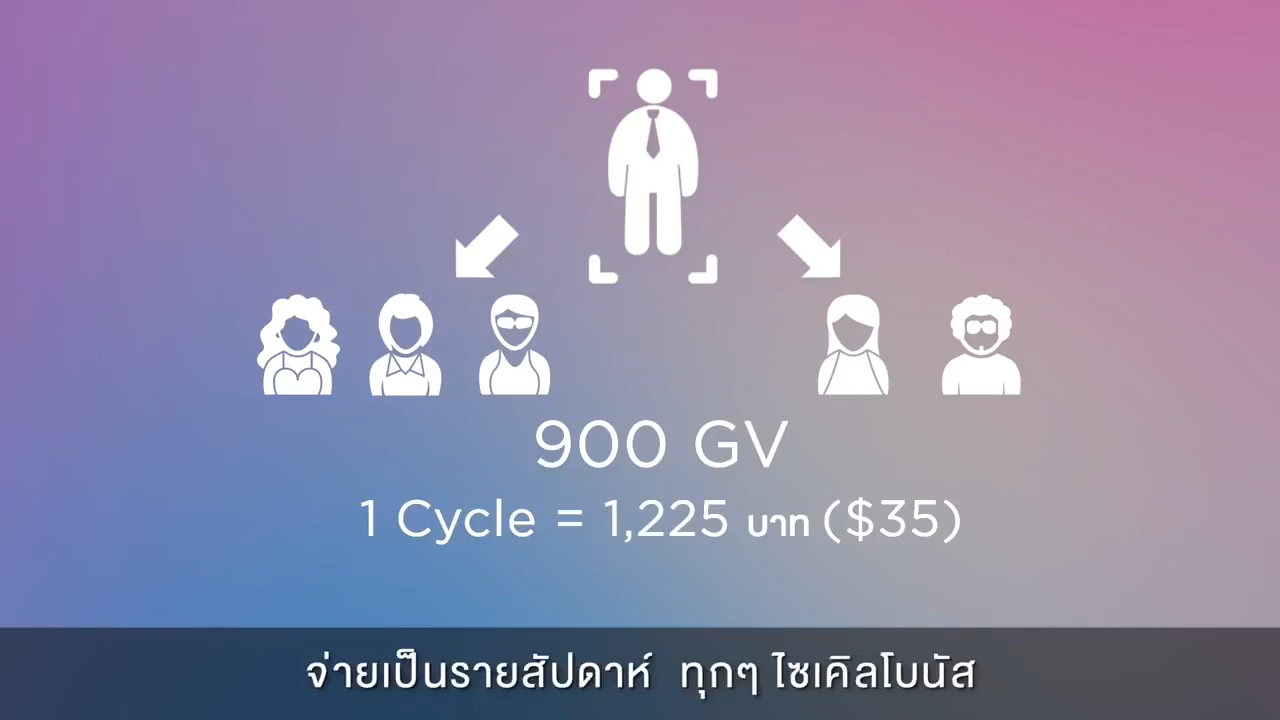 900 GV
1 Cycle = 1,225 บาท ($35)
จ่ายเป็นรายสัปดาห์ ทุกๆ ไซเคิลโบนัส